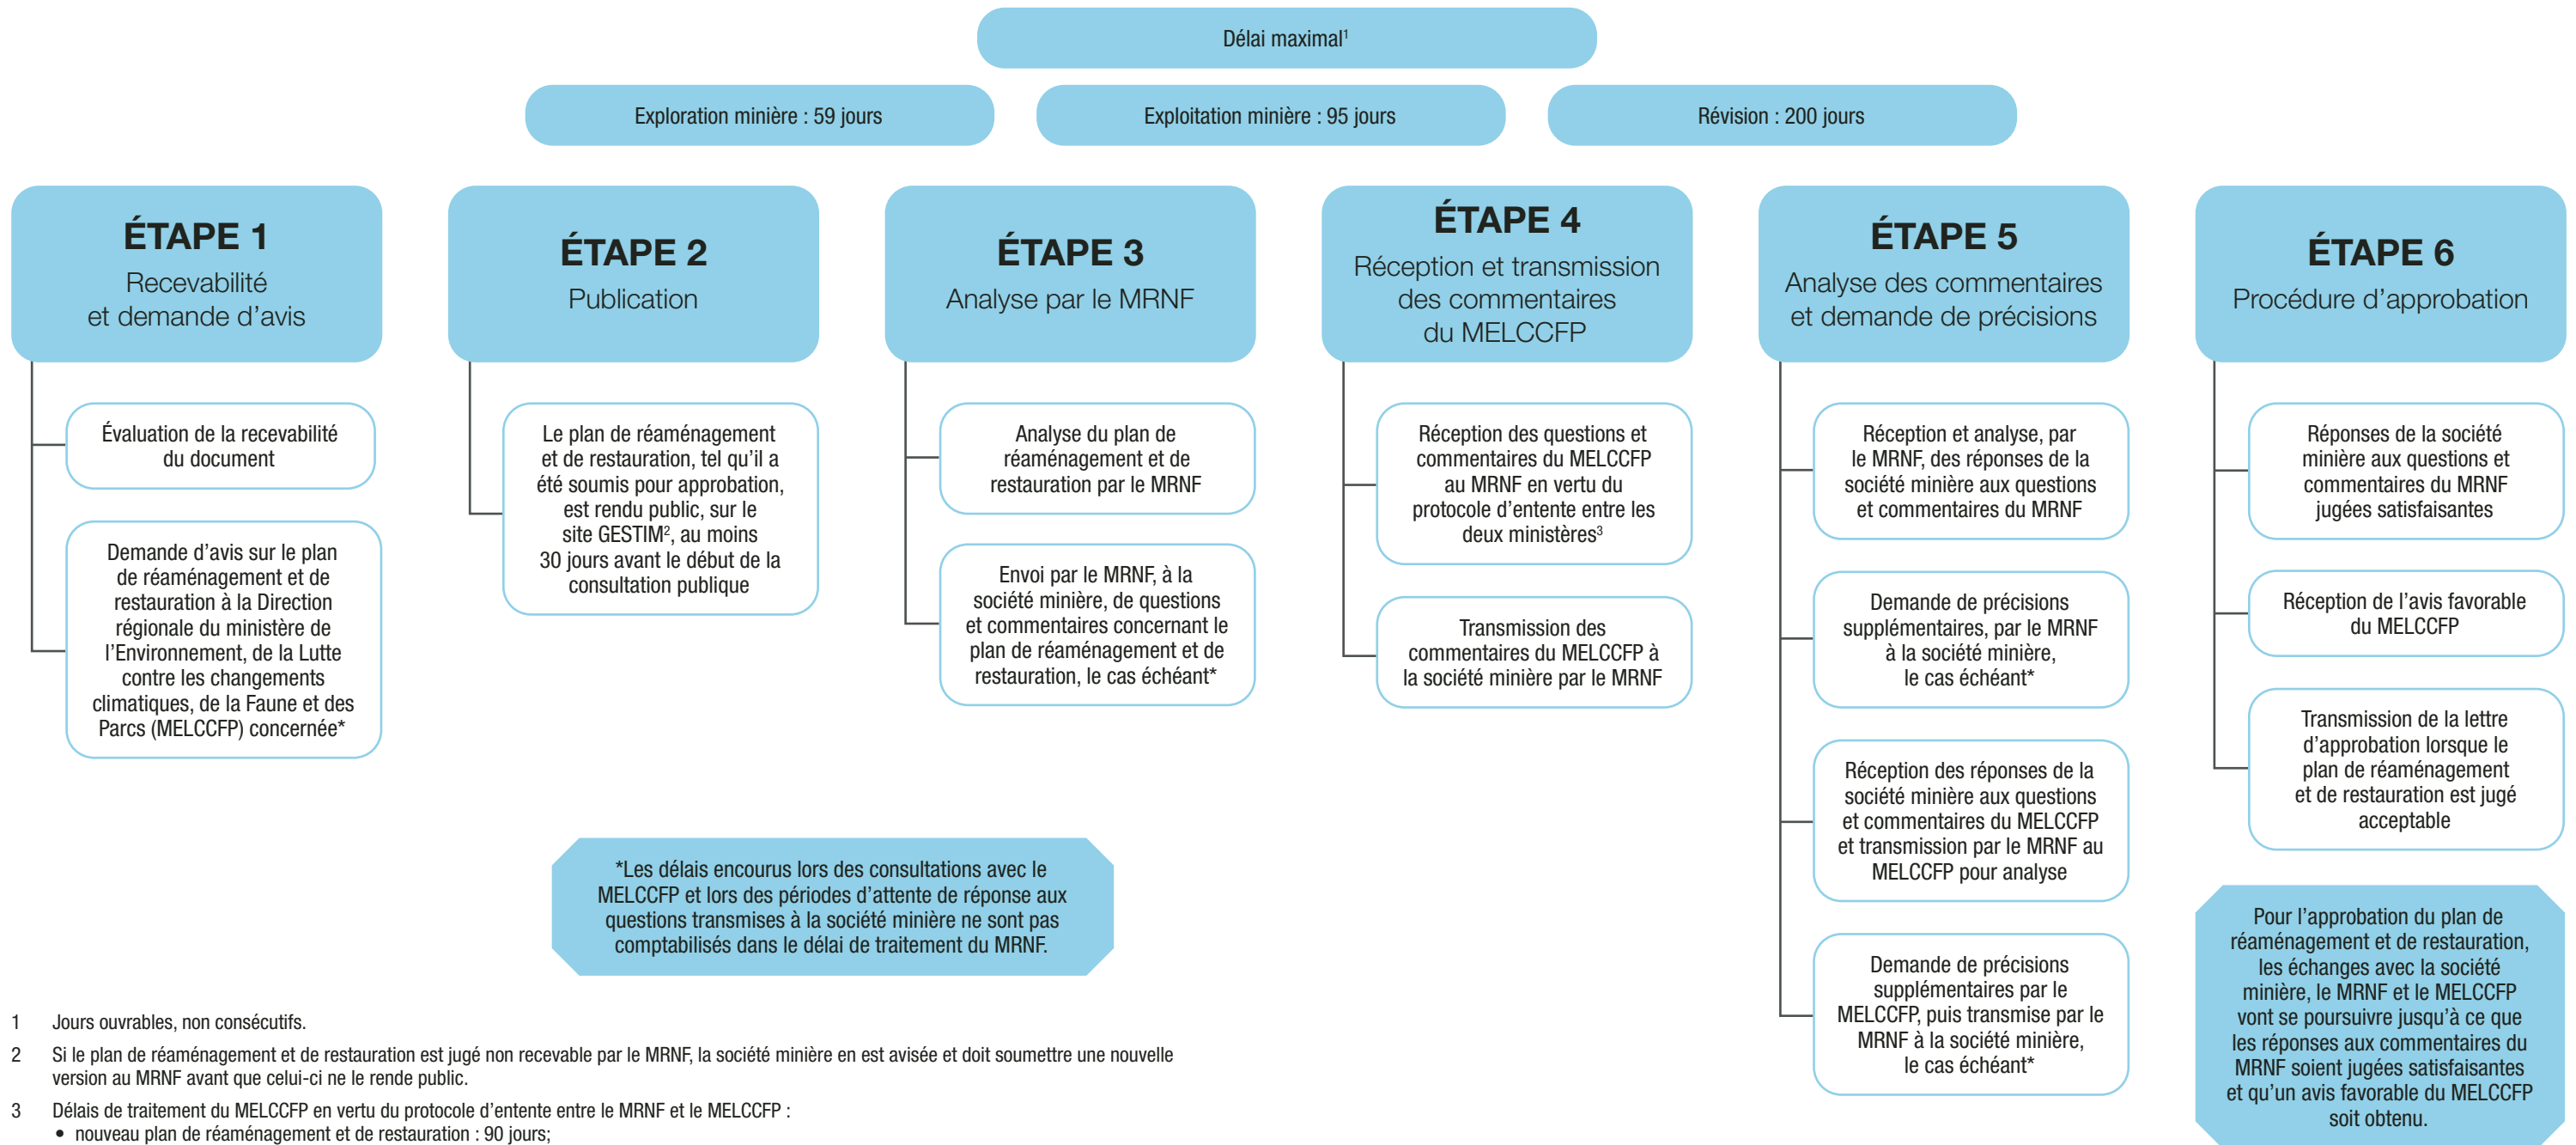 Délai maximal¹
Exploration minière : 59 jours
Exploitation minière : 95 jours
Révision : 200 jours
ÉTAPE 1
Recevabilité
et demande d’avis
Évaluation de la recevabilité
du document
Demande d’avis sur le plan
de réaménagement et de
restauration à la Direction
régionale du ministère de
l’Environnement, de la Lutte
contre les changements
climatiques, de la Faune et des
Parcs (MELCCFP) concernée*
ÉTAPE 2
Publication
Le plan de réaménagement
et de restauration, tel qu’il a
été soumis pour approbation,
est rendu public, sur le
site GESTIM², au moins
30 jours avant le début de la
consultation publique
ÉTAPE 3
Analyse par le MRNF
Analyse du plan de
réaménagement et de
restauration par le MRNF
Envoi par le MRNF, à la
société minière, de questions
et commentaires concernant le
plan de réaménagement et de
restauration, le cas échéant*
ÉTAPE 4
Réception et transmission
des commentaires
du MELCCFP
Réception des questions et
commentaires du MELCCFP
au MRNF en vertu du
protocole d’entente entre les
deux ministères³
Transmission des
commentaires du MELCCFP à
la société minière par le MRNF
ÉTAPE 5
Analyse des commentaires
et demande de précisions
Réception et analyse, par
le MRNF, des réponses de la
société minière aux questions
et commentaires du MRNF
Demande de précisions
supplémentaires, par le MRNF
à la société minière,
le cas échéant*
Réception des réponses de la
société minière aux questions
et commentaires du MELCCFP
et transmission par le MRNF au
MELCCFP pour analyse
Demande de précisions
supplémentaires par le
MELCCFP, puis transmise par le
MRNF à la société minière,
le cas échéant*
ÉTAPE 6
Procédure d’approbation
Réponses de la société
minière aux questions et
commentaires du MRNF
jugées satisfaisantes
Réception de l’avis favorable
du MELCCFP
Transmission de la lettre
d’approbation lorsque le
plan de réaménagement
et de restauration est jugé
acceptable
Pour l’approbation du plan de
réaménagement et de restauration,
les échanges avec la société
minière, le MRNF et le MELCCFP
vont se poursuivre jusqu’à ce que
les réponses aux commentaires du
MRNF soient jugées satisfaisantes
et qu’un avis favorable du MELCCFP
soit obtenu.
*Les délais encourus lors des consultations avec le
MELCCFP et lors des périodes d’attente de réponse aux
questions transmises à la société minière ne sont pas
comptabilisés dans le délai de traitement du MRNF.
1 Jours ouvrables, non consécutifs.
2 Si le plan de réaménagement et de restauration est jugé non recevable par le MRNF, la société minière en est avisée et doit soumettre une nouvelle
version au MRNF avant que celui-ci ne le rende public.
3 Délais de traitement du MELCCFP en vertu du protocole d’entente entre le MRNF et le MELCCFP :
• nouveau plan de réaménagement et de restauration : 90 jours;